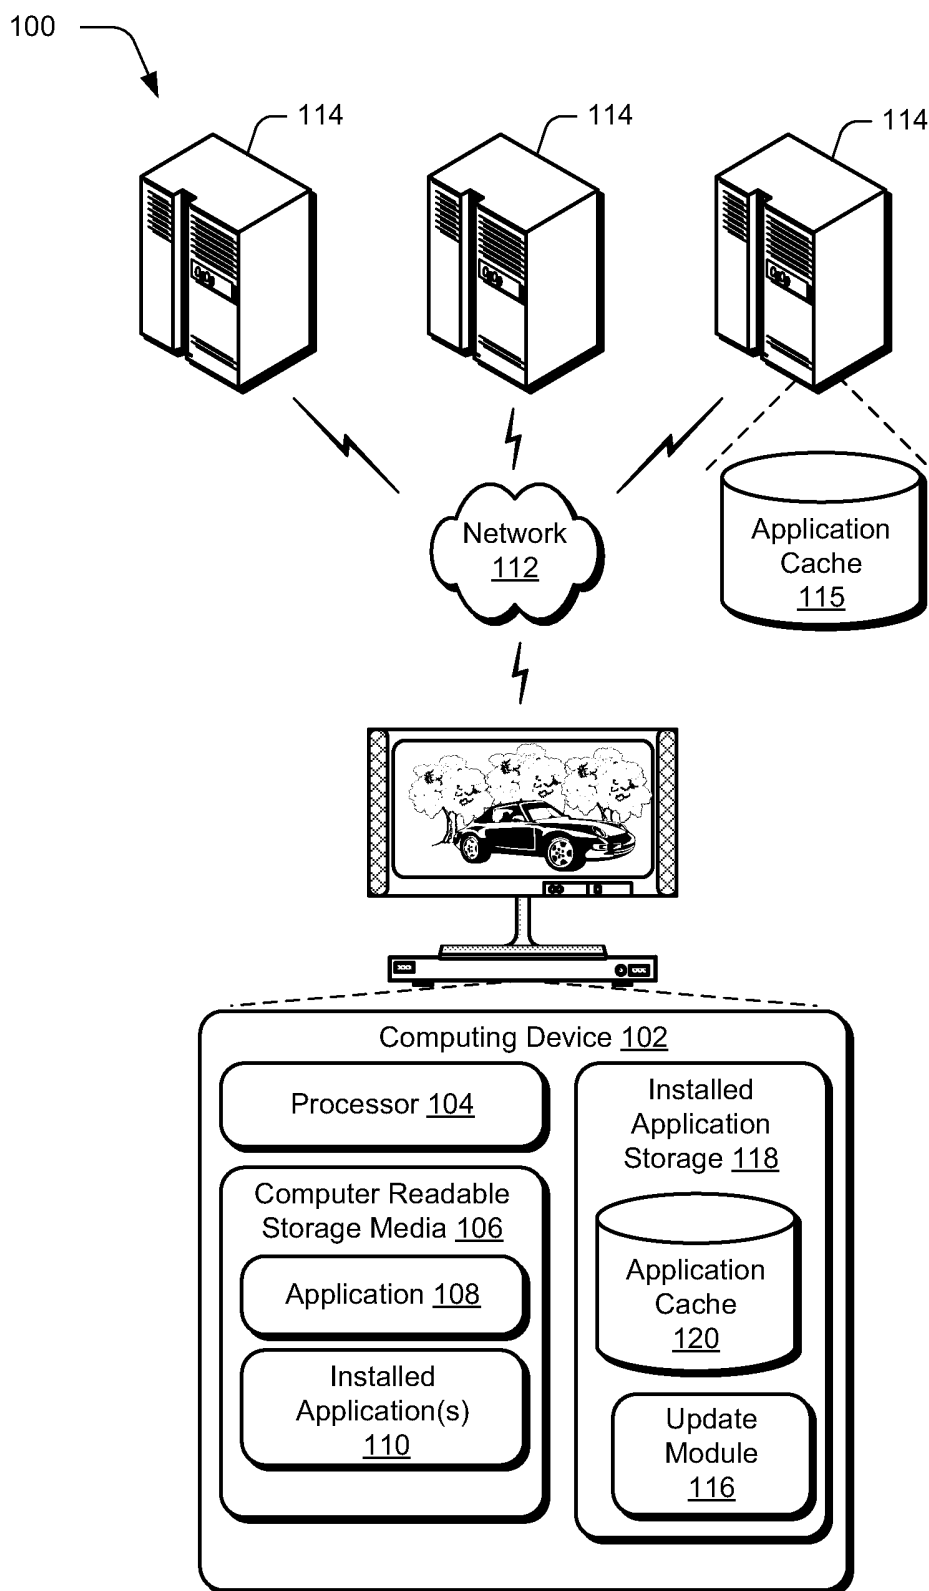 100
114
114
114
Network
112
Application
Cache
115
Computing Device 102
Processor 104
Computer Readable
Storage Media 106
Application 108
Installed
Application(s)
110
Installed
Application
Storage 118
Application
Cache
120
Update
Module
116